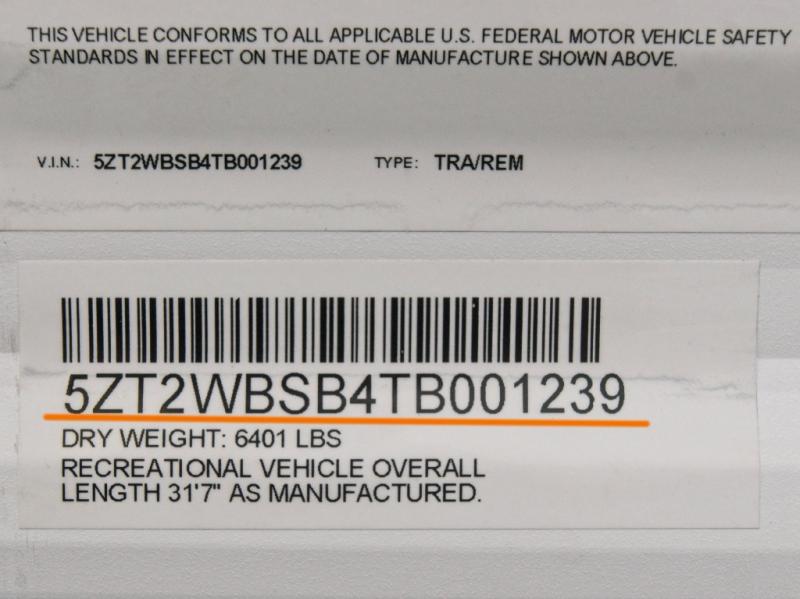 THIS VEHICLE CONFORMS TO ALL APPLICABLE U.S. FEDERAL MOTOR VEHICLE SAFETY
STANDARDS IN EFFECT ON THE DATE OF MANUFACTURE SHOWN ABOVE.
V.I.N.: 5ZT2WBSB4TB001239 TYPE: TRA/REM
5ZT2WBSB4TB001239
DRY WEIGHT: 6401 LBS
RECREATIONAL VEHICLE OVERALL
LENGTH 31'7" AS MANUFACTURED.